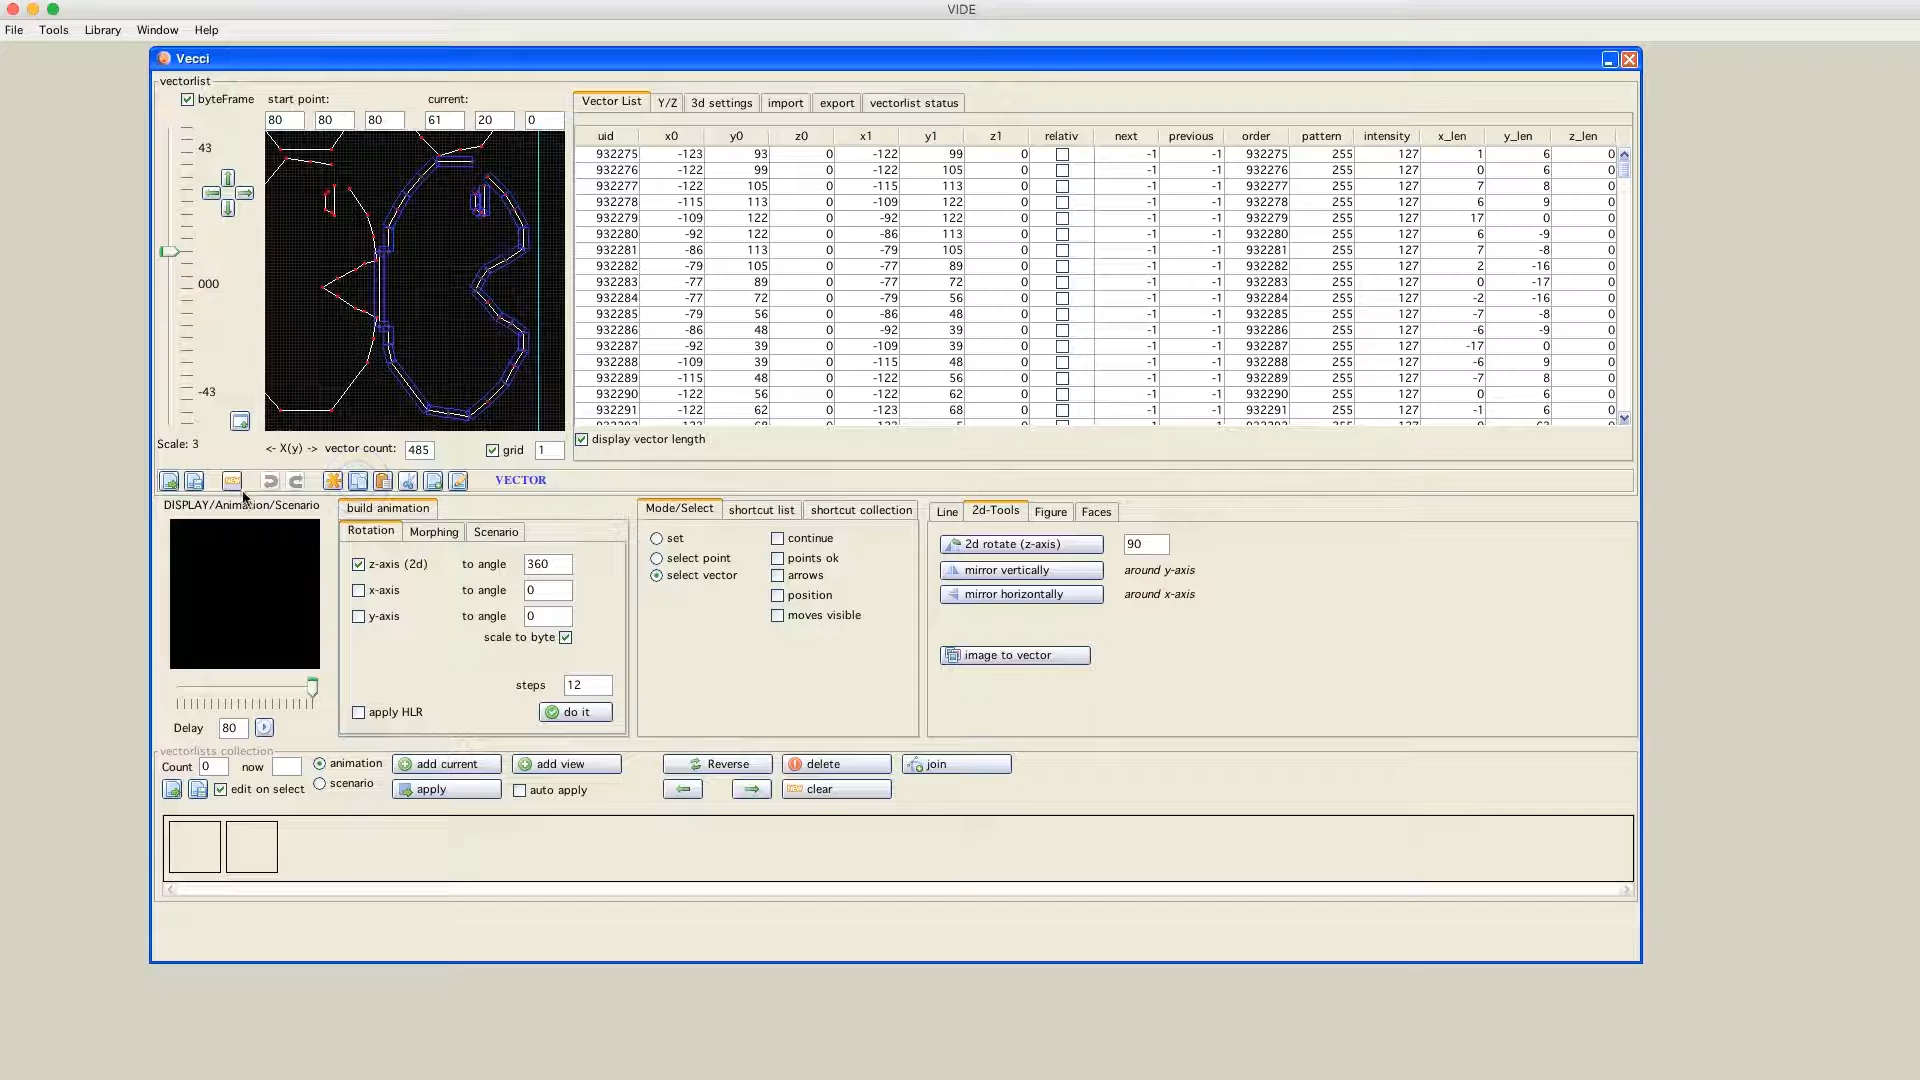 VIDE
File Tools Library Window Help
Vecci
vectorlist
byteFrame start point: current:
80 80 80 61 20 0
43
000
-43
Scale: 3 <- X(y) -> vector count: 485 grid 1
Vector List Y/Z 3d settings import export vectorlist status
uid x0 y0 z0 x1 y1 z1 relativ next previous order pattern intensity x_len y_len z_len
932275 -123 93 0 -122 99 0 -1 -1 932275 255 127 1 6 0
932276 -122 99 0 -122 105 0 -1 -1 932276 255 127 0 6 0
932277 -122 105 0 -115 113 0 -1 -1 932277 255 127 7 8 0
932278 -115 113 0 -109 122 0 -1 -1 932278 255 127 6 9 0
932279 -109 122 0 -92 122 0 -1 -1 932279 255 127 17 0 0
932280 -92 122 0 -86 113 0 -1 -1 932280 255 127 6 -9 0
932281 -86 113 0 -79 105 0 -1 -1 932281 255 127 7 -8 0
932282 -79 105 0 -77 89 0 -1 -1 932282 255 127 2 -16 0
932283 -77 89 0 -77 72 0 -1 -1 932283 255 127 0 -17 0
932284 -77 72 0 -79 56 0 -1 -1 932284 255 127 -2 -16 0
932285 -79 56 0 -86 48 0 -1 -1 932285 255 127 -7 -8 0
932286 -86 48 0 -92 39 0 -1 -1 932286 255 127 -6 -9 0
932287 -92 39 0 -109 39 0 -1 -1 932287 255 127 -17 0 0
932288 -109 39 0 -115 48 0 -1 -1 932288 255 127 -6 9 0
932289 -115 48 0 -122 56 0 -1 -1 932289 255 127 -7 8 0
932290 -122 56 0 -122 62 0 -1 -1 932290 255 127 0 6 0
932291 -122 62 0 -123 68 0 -1 -1 932291 255 127 -1 6 0
display vector length
NEW VECTOR
DISPLAY/Animation/Scenario
Delay 80
build animation
Rotation Morphing Scenario
z-axis (2d) to angle 360
x-axis to angle 0
y-axis to angle 0
scale to byte
steps 12
apply HLR do it
Mode/Select shortcut list shortcut collection
set continue
select point points ok
select vector arrows
position
moves visible
Line 2d-Tools Figure Faces
2d rotate (z-axis) 90
mirror vertically around y-axis
mirror horizontally around x-axis
image to vector
vectorlists collection
Count 0 now animation add current add view Reverse delete join
edit on select scenario apply auto apply clear